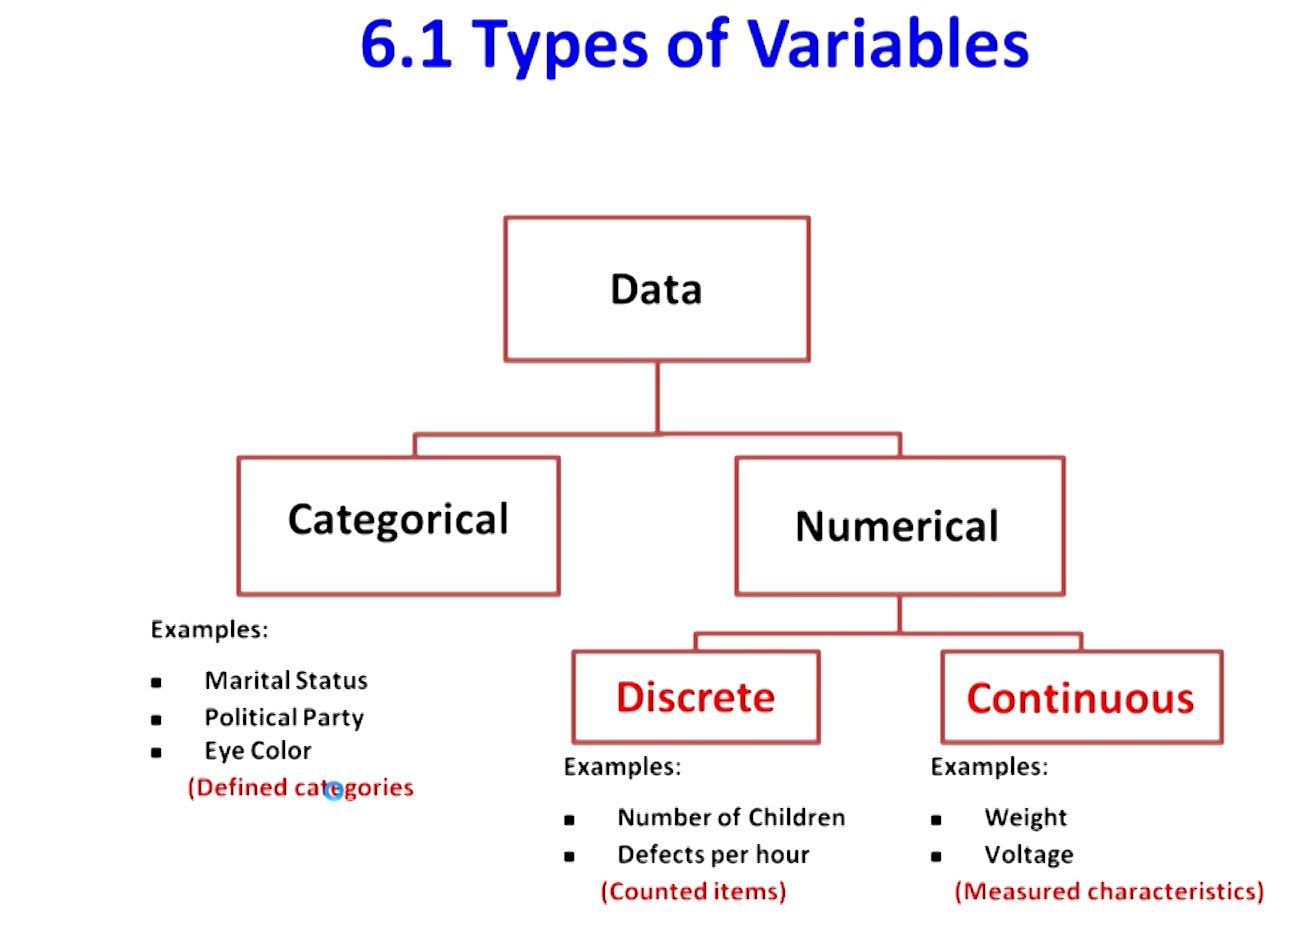 6.1 Types of Variables
Data
Categorical
Numerical
Examples:
▪ Marital Status
▪ Political Party
▪ Eye Color
(Defined categories
Discrete
Continuous
Examples:
▪ Number of Children
▪ Defects per hour
(Counted items)
Examples:
▪ Weight
▪ Voltage
(Measured characteristics)